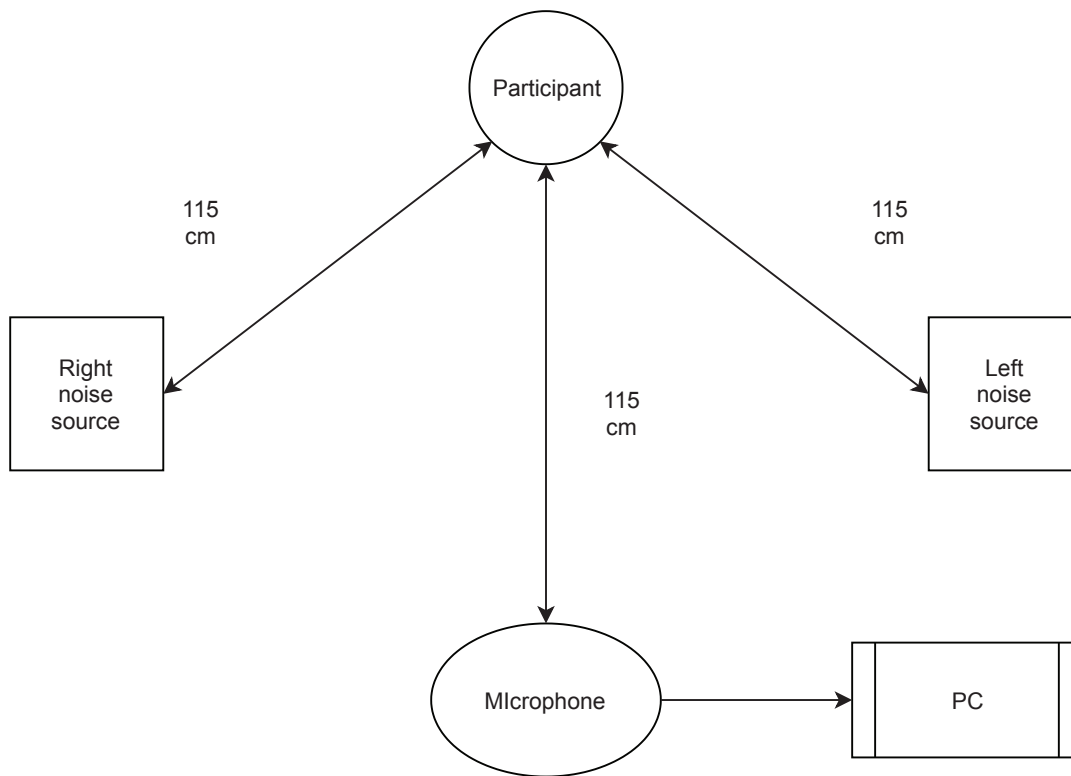 Participant
115
cm
115
cm
Right
noise
source
Left
noise
source
115
cm
MIcrophone
PC